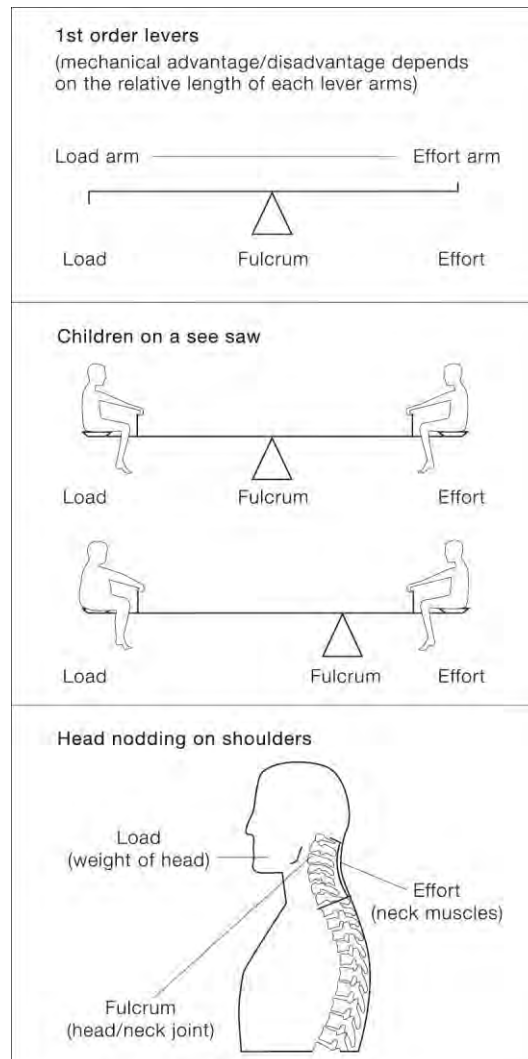 1st order levers
(mechanical advantage/disadvantage depends
on the relative length of each lever arms)
Load arm Effort arm
Load Fulcrum Effort
Children on a see saw
Load Fulcrum Effort
Load Fulcrum Effort
Head nodding on shoulders
Load
(weight of head)
Effort
(neck muscles)
Fulcrum
(head/neck joint)